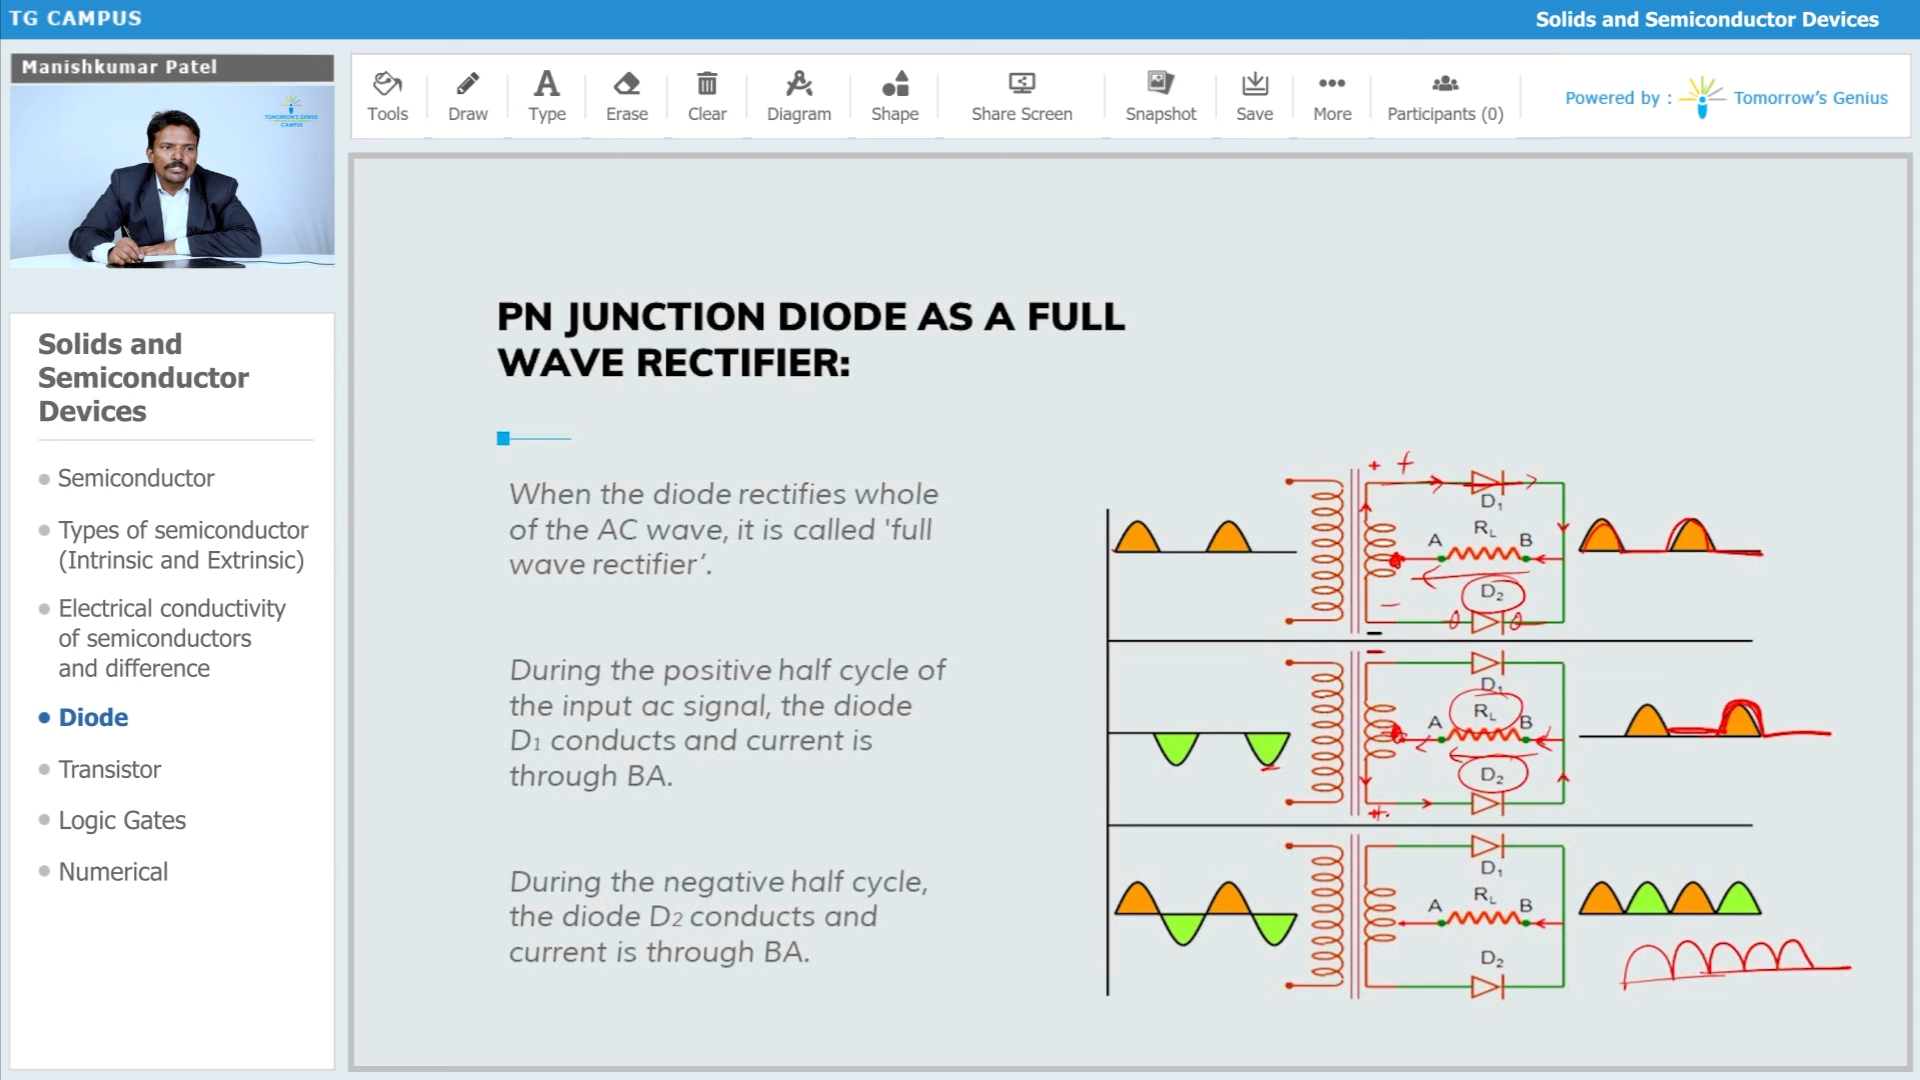 TG CAMPUS
Solids and Semiconductor Devices
Manishkumar Patel
TOMORROW'S GENIUS
CAMPUS
Tools
Draw
Type
Erase
Clear
Diagram
Shape
Share Screen
Snapshot
Save
More
Participants (0)
Powered by :
Tomorrow's Genius
Solids and
Semiconductor
Devices
Semiconductor
Types of semiconductor
(Intrinsic and Extrinsic)
Electrical conductivity
of semiconductors
and difference
Diode
Transistor
Logic Gates
Numerical
PN JUNCTION DIODE AS A FULL
WAVE RECTIFIER:
When the diode rectifies whole
of the AC wave, it is called 'full
wave rectifier'.
During the positive half cycle of
the input ac signal, the diode
D1 conducts and current is
through BA.
During the negative half cycle,
the diode D2 conducts and
current is through BA.
+ +
D1
RL
A B
D2
–
–
D1
RL
A B
D2
+
D1
RL
A B
D2